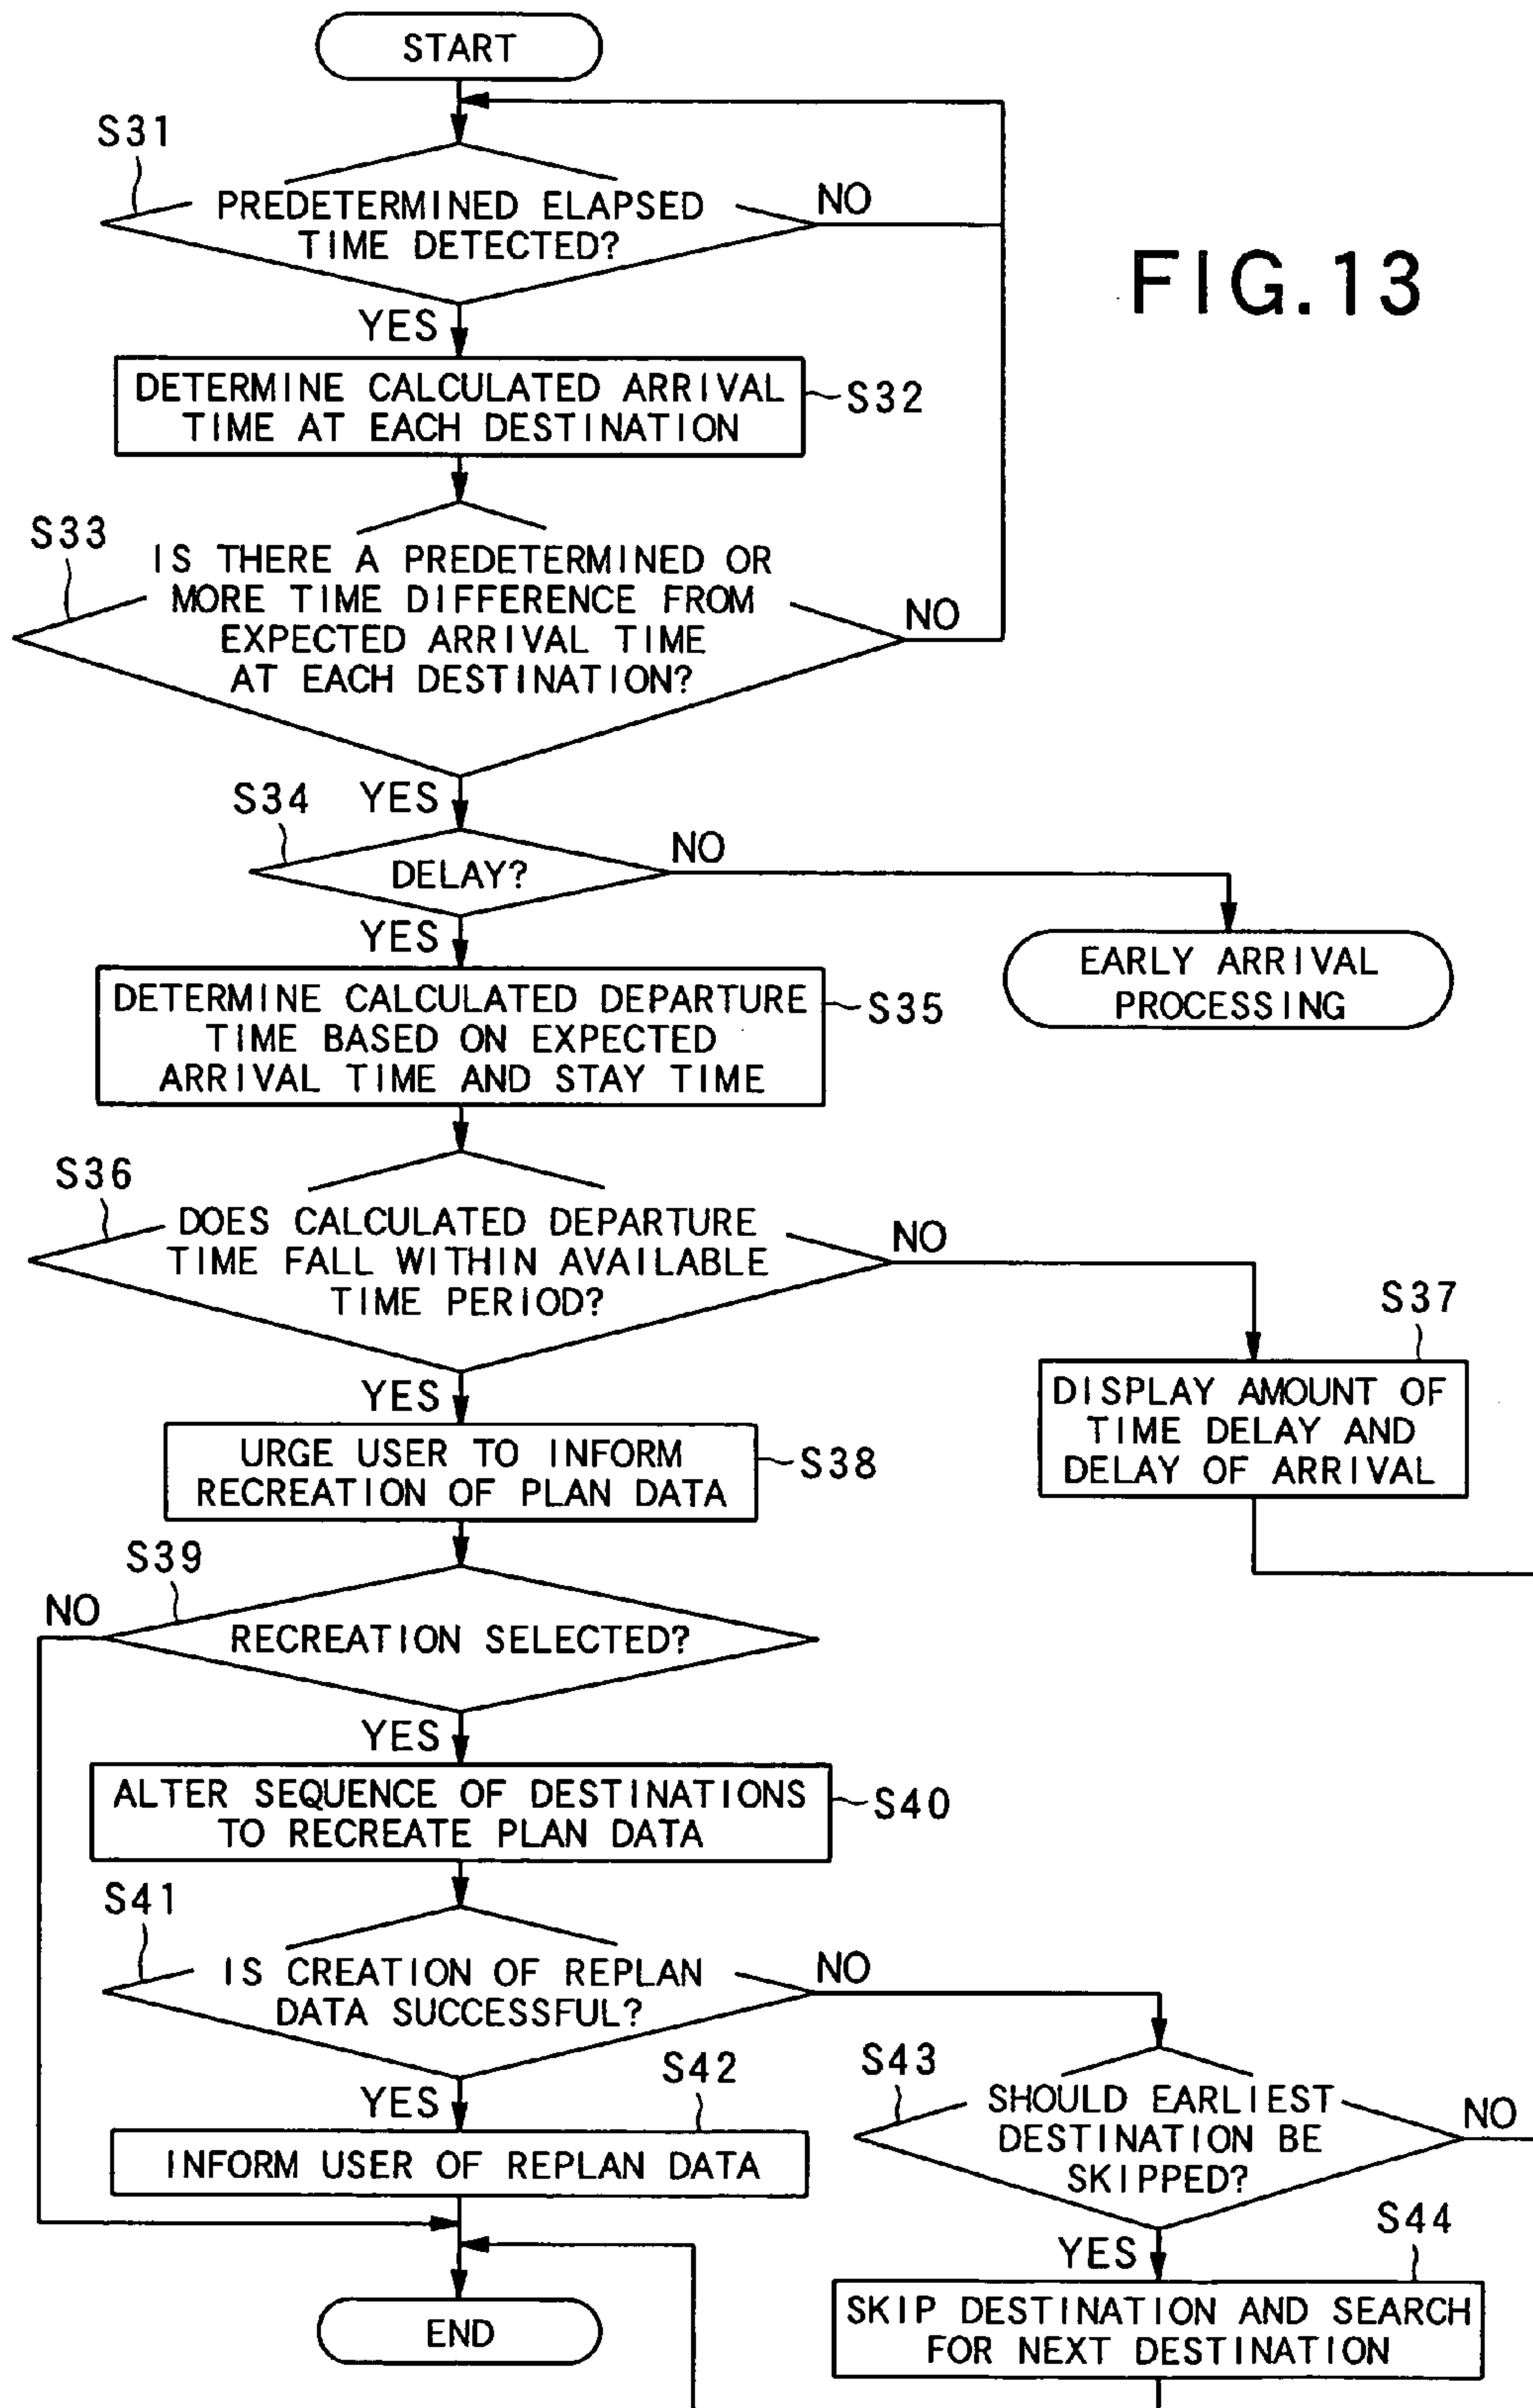 START
S31
PREDETERMINED ELAPSED
TIME DETECTED?
NO
FIG.13
YES
DETERMINE CALCULATED ARRIVAL
TIME AT EACH DESTINATION
S32
S33
IS THERE A PREDETERMINED OR
MORE TIME DIFFERENCE FROM
EXPECTED ARRIVAL TIME
AT EACH DESTINATION?
NO
YES
S34
DELAY?
NO
EARLY ARRIVAL
PROCESSING
YES
DETERMINE CALCULATED DEPARTURE
TIME BASED ON EXPECTED
ARRIVAL TIME AND STAY TIME
S35
S36
DOES CALCULATED DEPARTURE
TIME FALL WITHIN AVAILABLE
TIME PERIOD?
NO
S37
DISPLAY AMOUNT OF
TIME DELAY AND
DELAY OF ARRIVAL
YES
URGE USER TO INFORM
RECREATION OF PLAN DATA
S38
S39
NO
RECREATION SELECTED?
YES
ALTER SEQUENCE OF DESTINATIONS
TO RECREATE PLAN DATA
S40
S41
IS CREATION OF REPLAN
DATA SUCCESSFUL?
NO
YES
S42
INFORM USER OF REPLAN DATA
S43
SHOULD EARLIEST
DESTINATION BE
SKIPPED?
NO
YES
S44
SKIP DESTINATION AND SEARCH
FOR NEXT DESTINATION
END